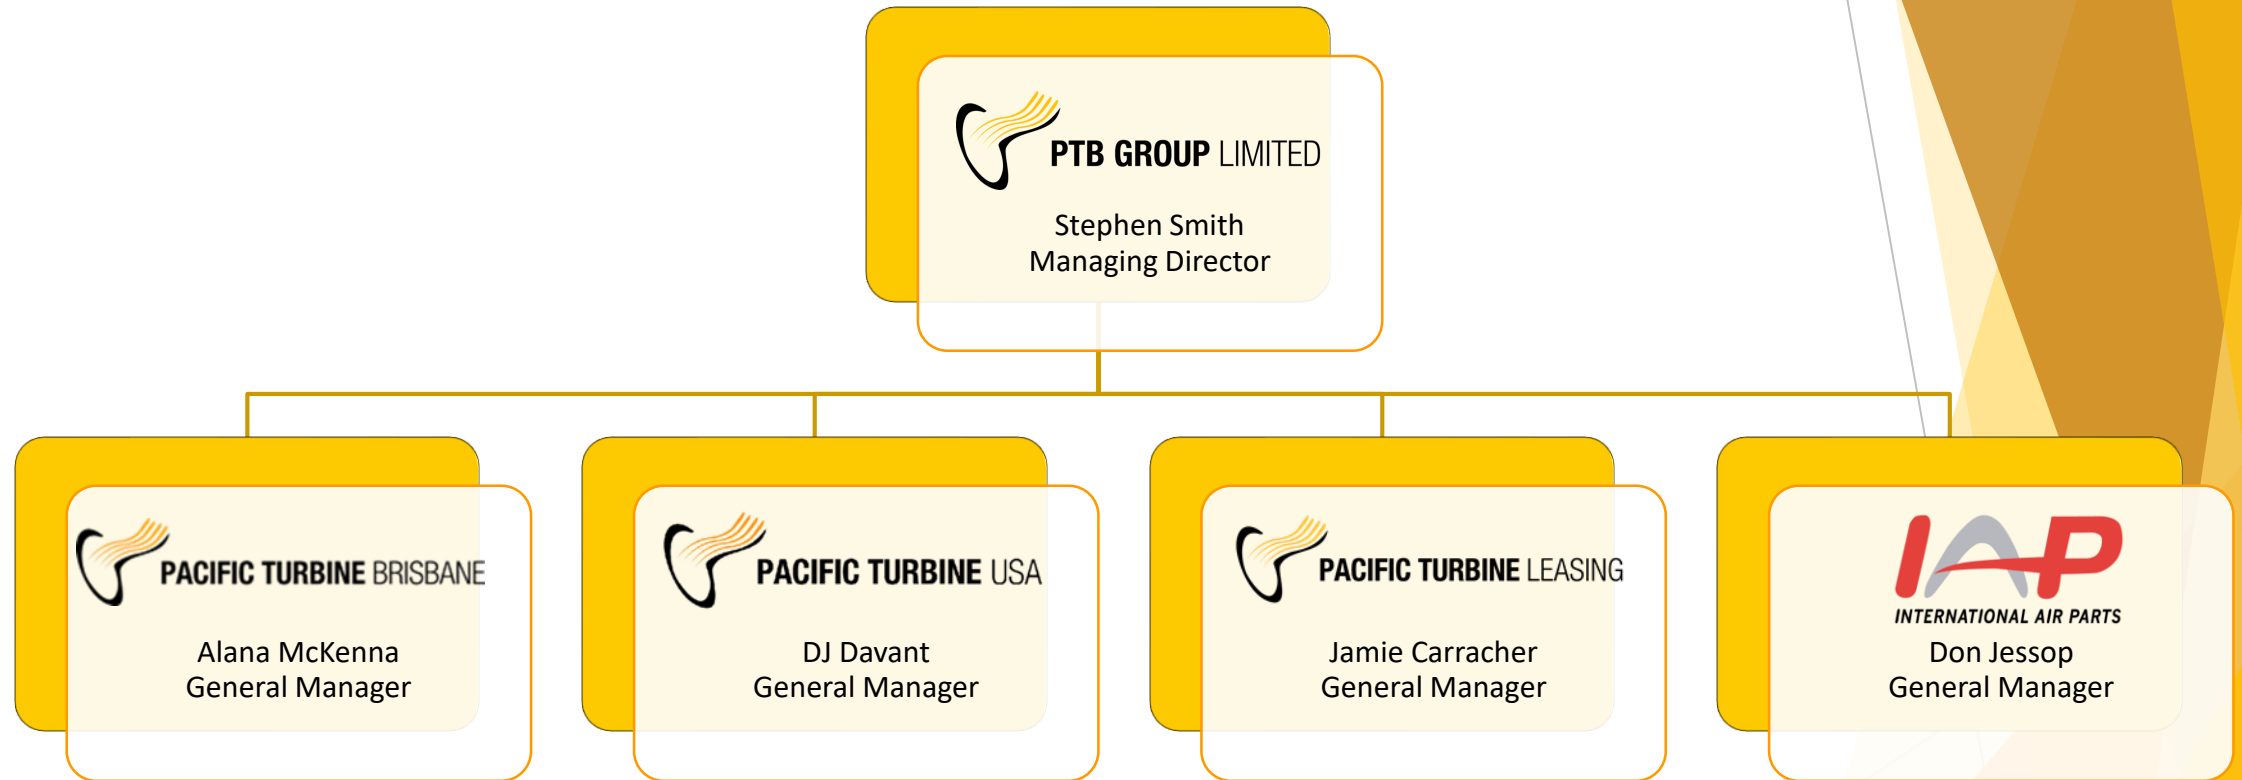 PTB GROUP LIMITED
Stephen Smith
Managing Director
PACIFIC TURBINE BRISBANE
Alana McKenna
General Manager
PACIFIC TURBINE USA
DJ Davant
General Manager
PACIFIC TURBINE LEASING
Jamie Carracher
General Manager
IAP
INTERNATIONAL AIR PARTS
Don Jessop
General Manager